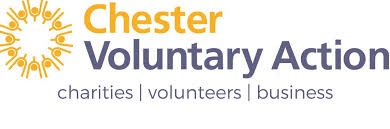 Chester
Voluntary Action
charities | volunteers | business